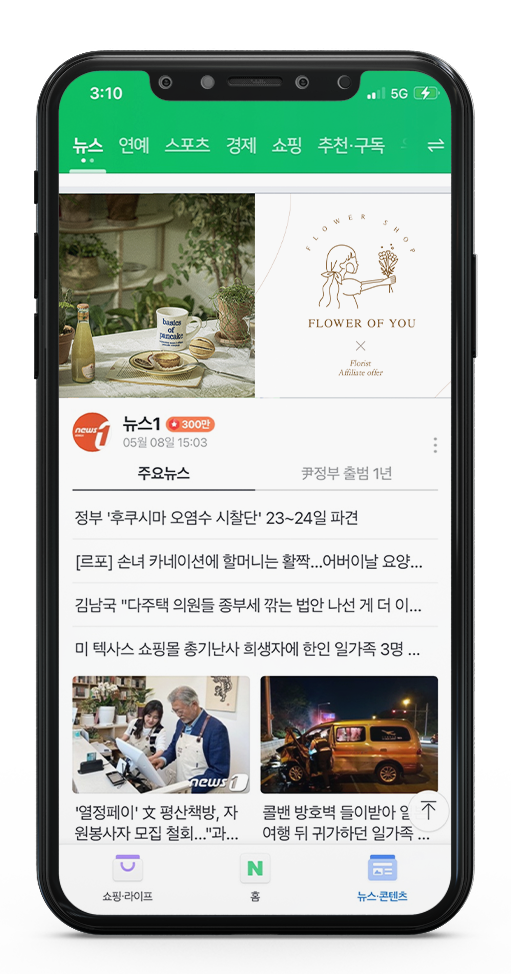 3:10
5G
뉴스 연예 스포츠 경제 쇼핑 추천·구독
basics
of
pancake
FLOWER SHOP
FLOWER OF YOU
Florist
Affiliate offer
news1
뉴스1 300만
05월 08일 15:03
주요뉴스 尹정부 출범 1년
정부 '후쿠시마 오염수 시찰단' 23~24일 파견
[르포] 손녀 카네이션에 할머니는 활짝...어버이날 요양...
김남국 "다주택 의원들 종부세 깎는 법안 나선 게 더 이...
미 텍사스 쇼핑몰 총기난사 희생자에 한인 일가족 3명 ...
news1
'열정페이' 文 평산책방, 자
원봉사자 모집 철회..."과...
콜밴 방호벽 들이받아
여행 뒤 귀가하던 일가족 ...
쇼핑·라이프
N
홈
뉴스·콘텐츠